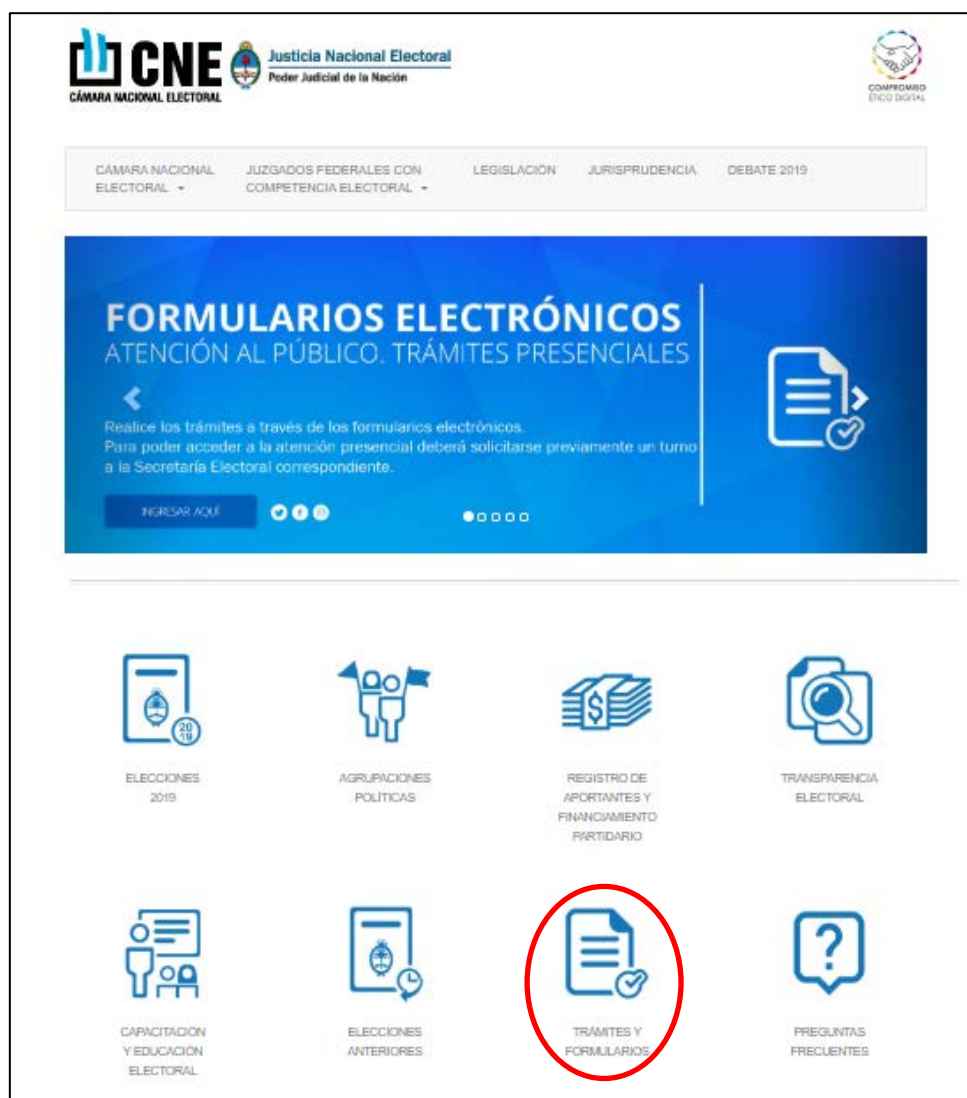 CNE
CÁMARA NACIONAL ELECTORAL
Justicia Nacional Electoral
Poder Judicial de la Nación
COMPROMISO
ÉTICO DIGITAL
CÁMARA NACIONAL
ELECTORAL
JUZGADOS FEDERALES CON
COMPETENCIA ELECTORAL
LEGISLACIÓN
JURISPRUDENCIA
DEBATE 2019
FORMULARIOS ELECTRÓNICOS
ATENCIÓN AL PÚBLICO. TRÁMITES PRESENCIALES
Realice los trámites a través de los formularios electrónicos.
Para poder acceder a la atención presencial deberá solicitarse previamente un turno
a la Secretaría Electoral correspondiente.
INGRESAR AQUÍ
2019
$
ELECCIONES
2019
AGRUPACIONES
POLÍTICAS
REGISTRO DE
APORTANTES Y
FINANCIAMIENTO
PARTIDARIO
TRANSPARENCIA
ELECTORAL
?
CAPACITACIÓN
Y EDUCACIÓN
ELECTORAL
ELECCIONES
ANTERIORES
TRÁMITES Y
FORMULARIOS
PREGUNTAS
FRECUENTES